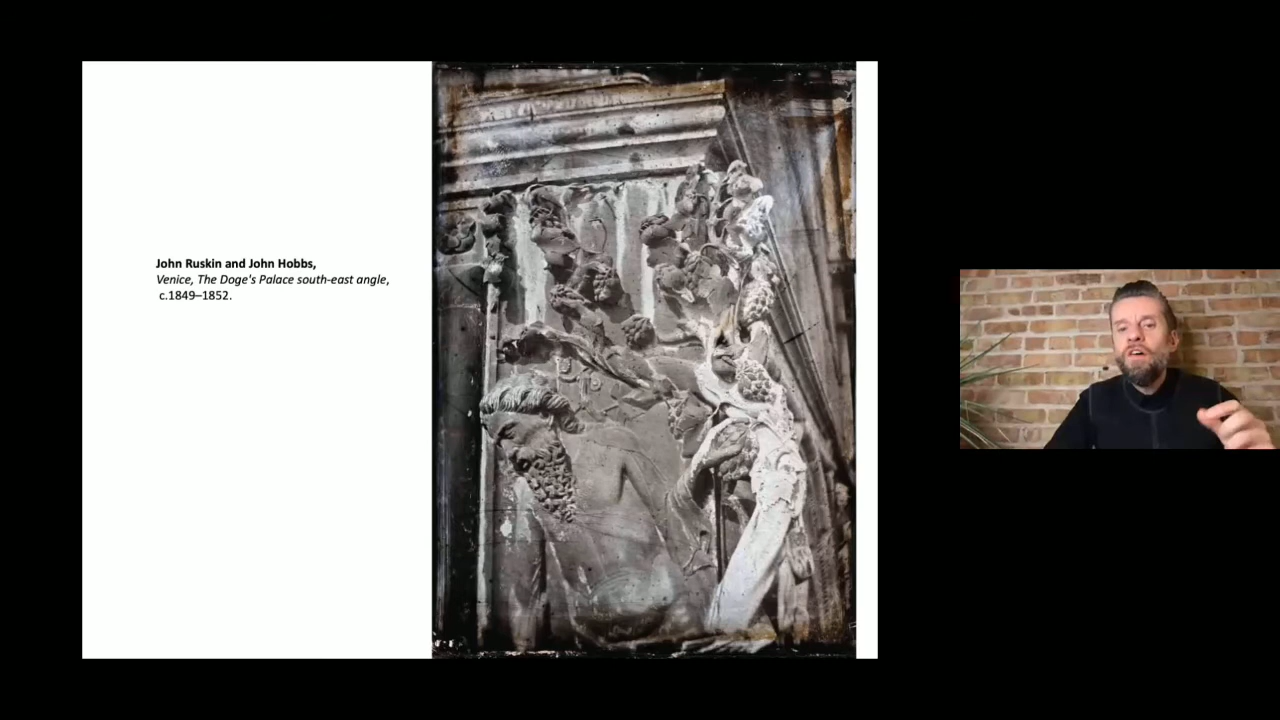 John Ruskin and John Hobbs,
Venice, The Doge's Palace south-east angle,
c.1849–1852.